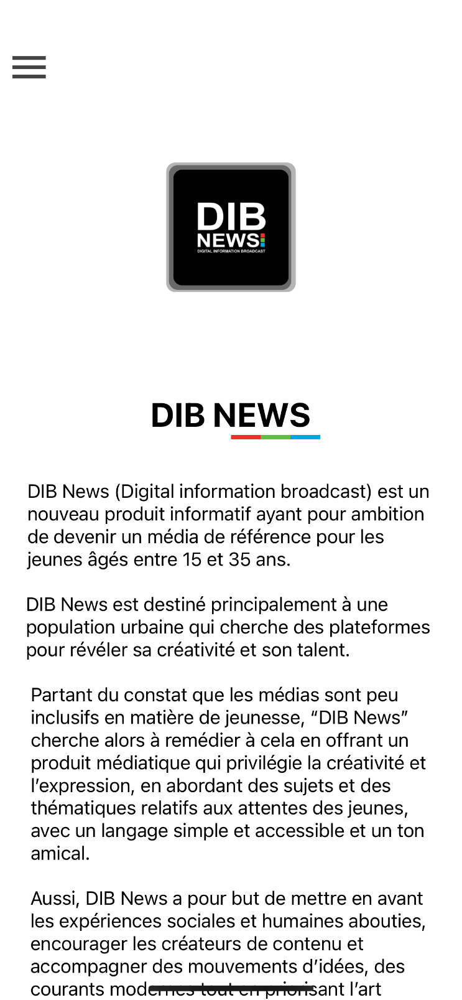 DIB
NEWS
DIGITAL INFORMATION BROADCAST
DIB NEWS
DIB News (Digital information broadcast) est un
nouveau produit informatif ayant pour ambition
de devenir un média de référence pour les
jeunes âgés entre 15 et 35 ans.
DIB News est destiné principalement à une
population urbaine qui cherche des plateformes
pour révéler sa créativité et son talent.
Partant du constat que les médias sont peu
inclusifs en matière de jeunesse, “DIB News”
cherche alors à remédier à cela en offrant un
produit médiatique qui privilégie la créativité et
l’expression, en abordant des sujets et des
thématiques relatifs aux attentes des jeunes,
avec un langage simple et accessible et un ton
amical.
Aussi, DIB News a pour but de mettre en avant
les expériences sociales et humaines abouties,
encourager les créateurs de contenu et
accompagner des mouvements d’idées, des
courants modernes tout en priorisant l’art